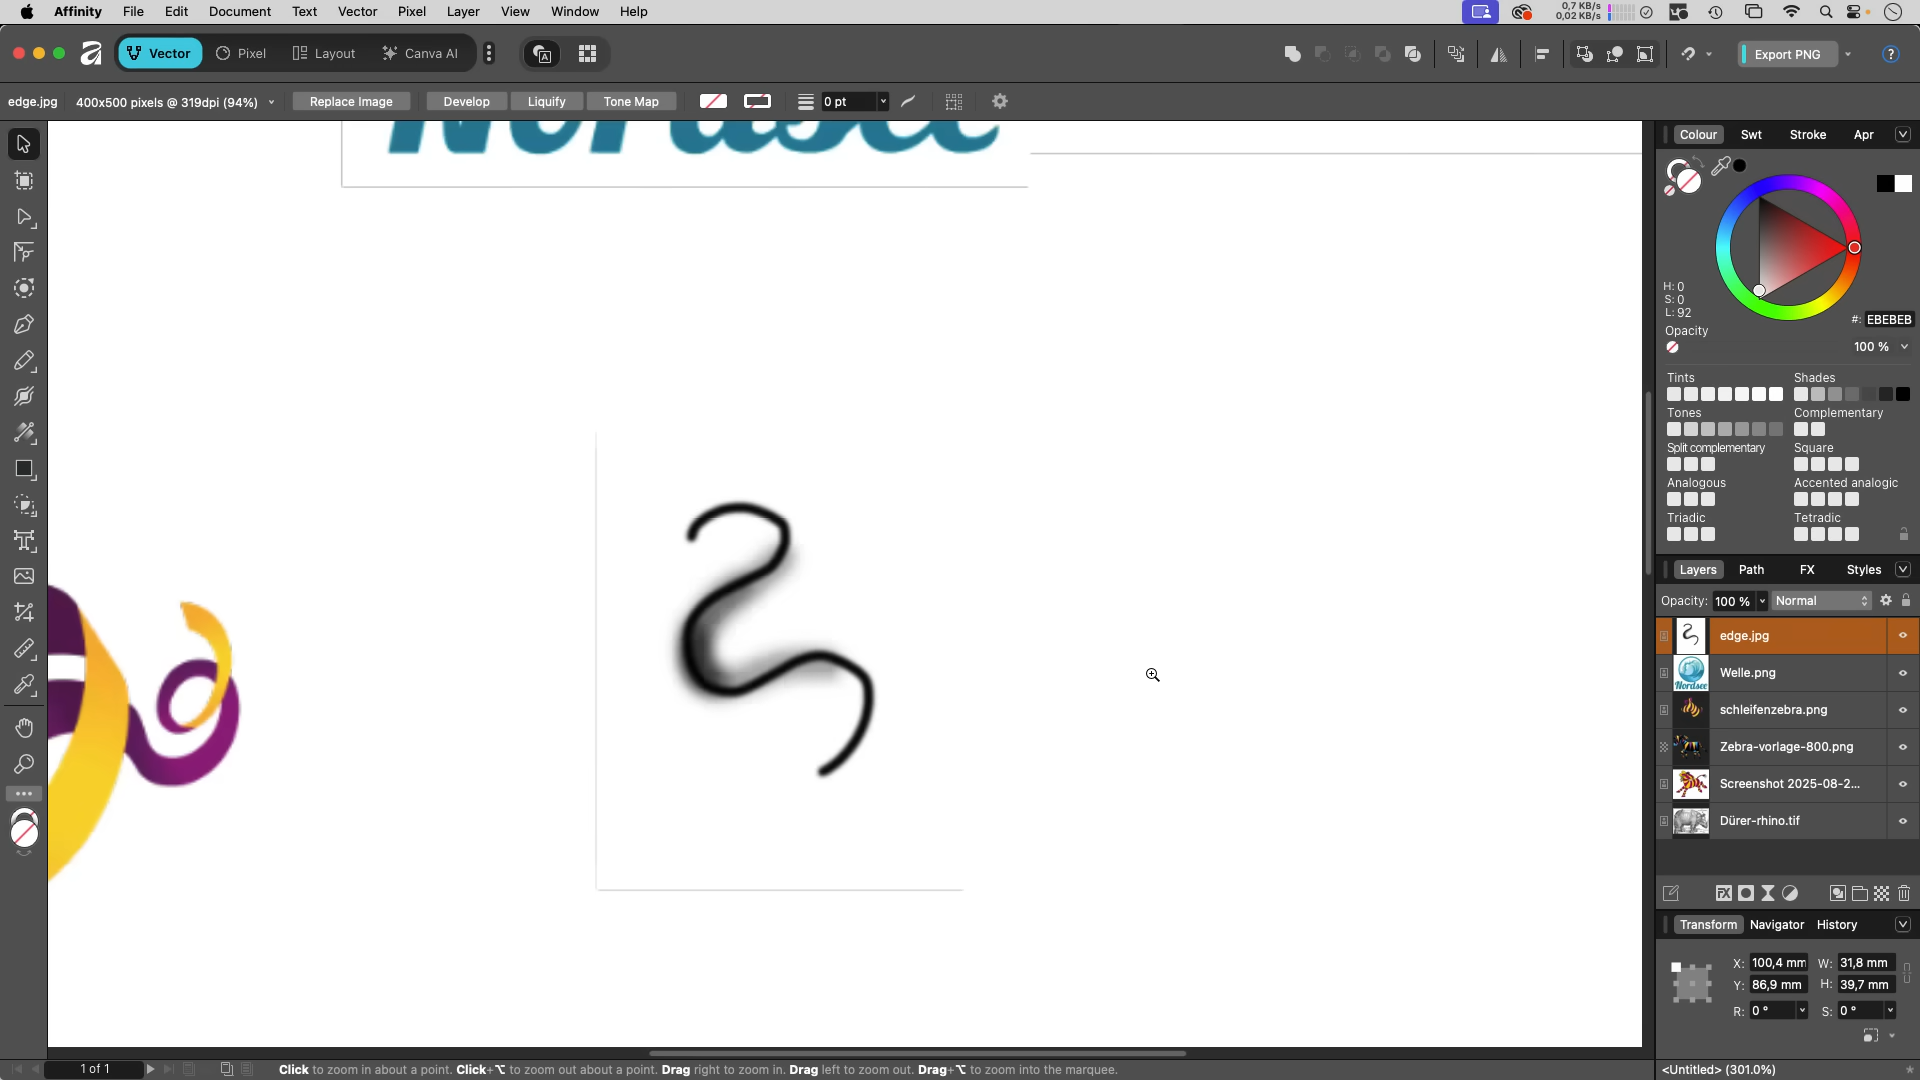 Affinity File Edit Document Text Vector Pixel Layer View Window Help
0,7 KB/s
0,02 KB/s
Vector Pixel Layout Canva AI Export PNG ?
edge.jpg 400x500 pixels @ 319dpi (94%) Replace Image Develop Liquify Tone Map 0 pt
Nordsee
Colour Swt Stroke Apr
H: 0
S: 0
L: 92
#: EBEBEB
Opacity
100 %
Tints Shades
Tones Complementary
Split complementary Square
Analogous Accented analogic
Triadic Tetradic
Layers Path FX Styles
Opacity: 100 % Normal
edge.jpg
Nordsee Welle.png
schleifenzebra.png
Zebra-vorlage-800.png
Screenshot 2025-08-2...
Dürer-rhino.tif
FX
Transform Navigator History
X: 100,4 mm W: 31,8 mm
Y: 86,9 mm H: 39,7 mm
R: 0 ° S: 0 °
1 of 1 Click to zoom in about a point. Click+⌥ to zoom out about a point. Drag right to zoom in. Drag left to zoom out. Drag+⌥ to zoom into the marquee. <Untitled> (301.0%)